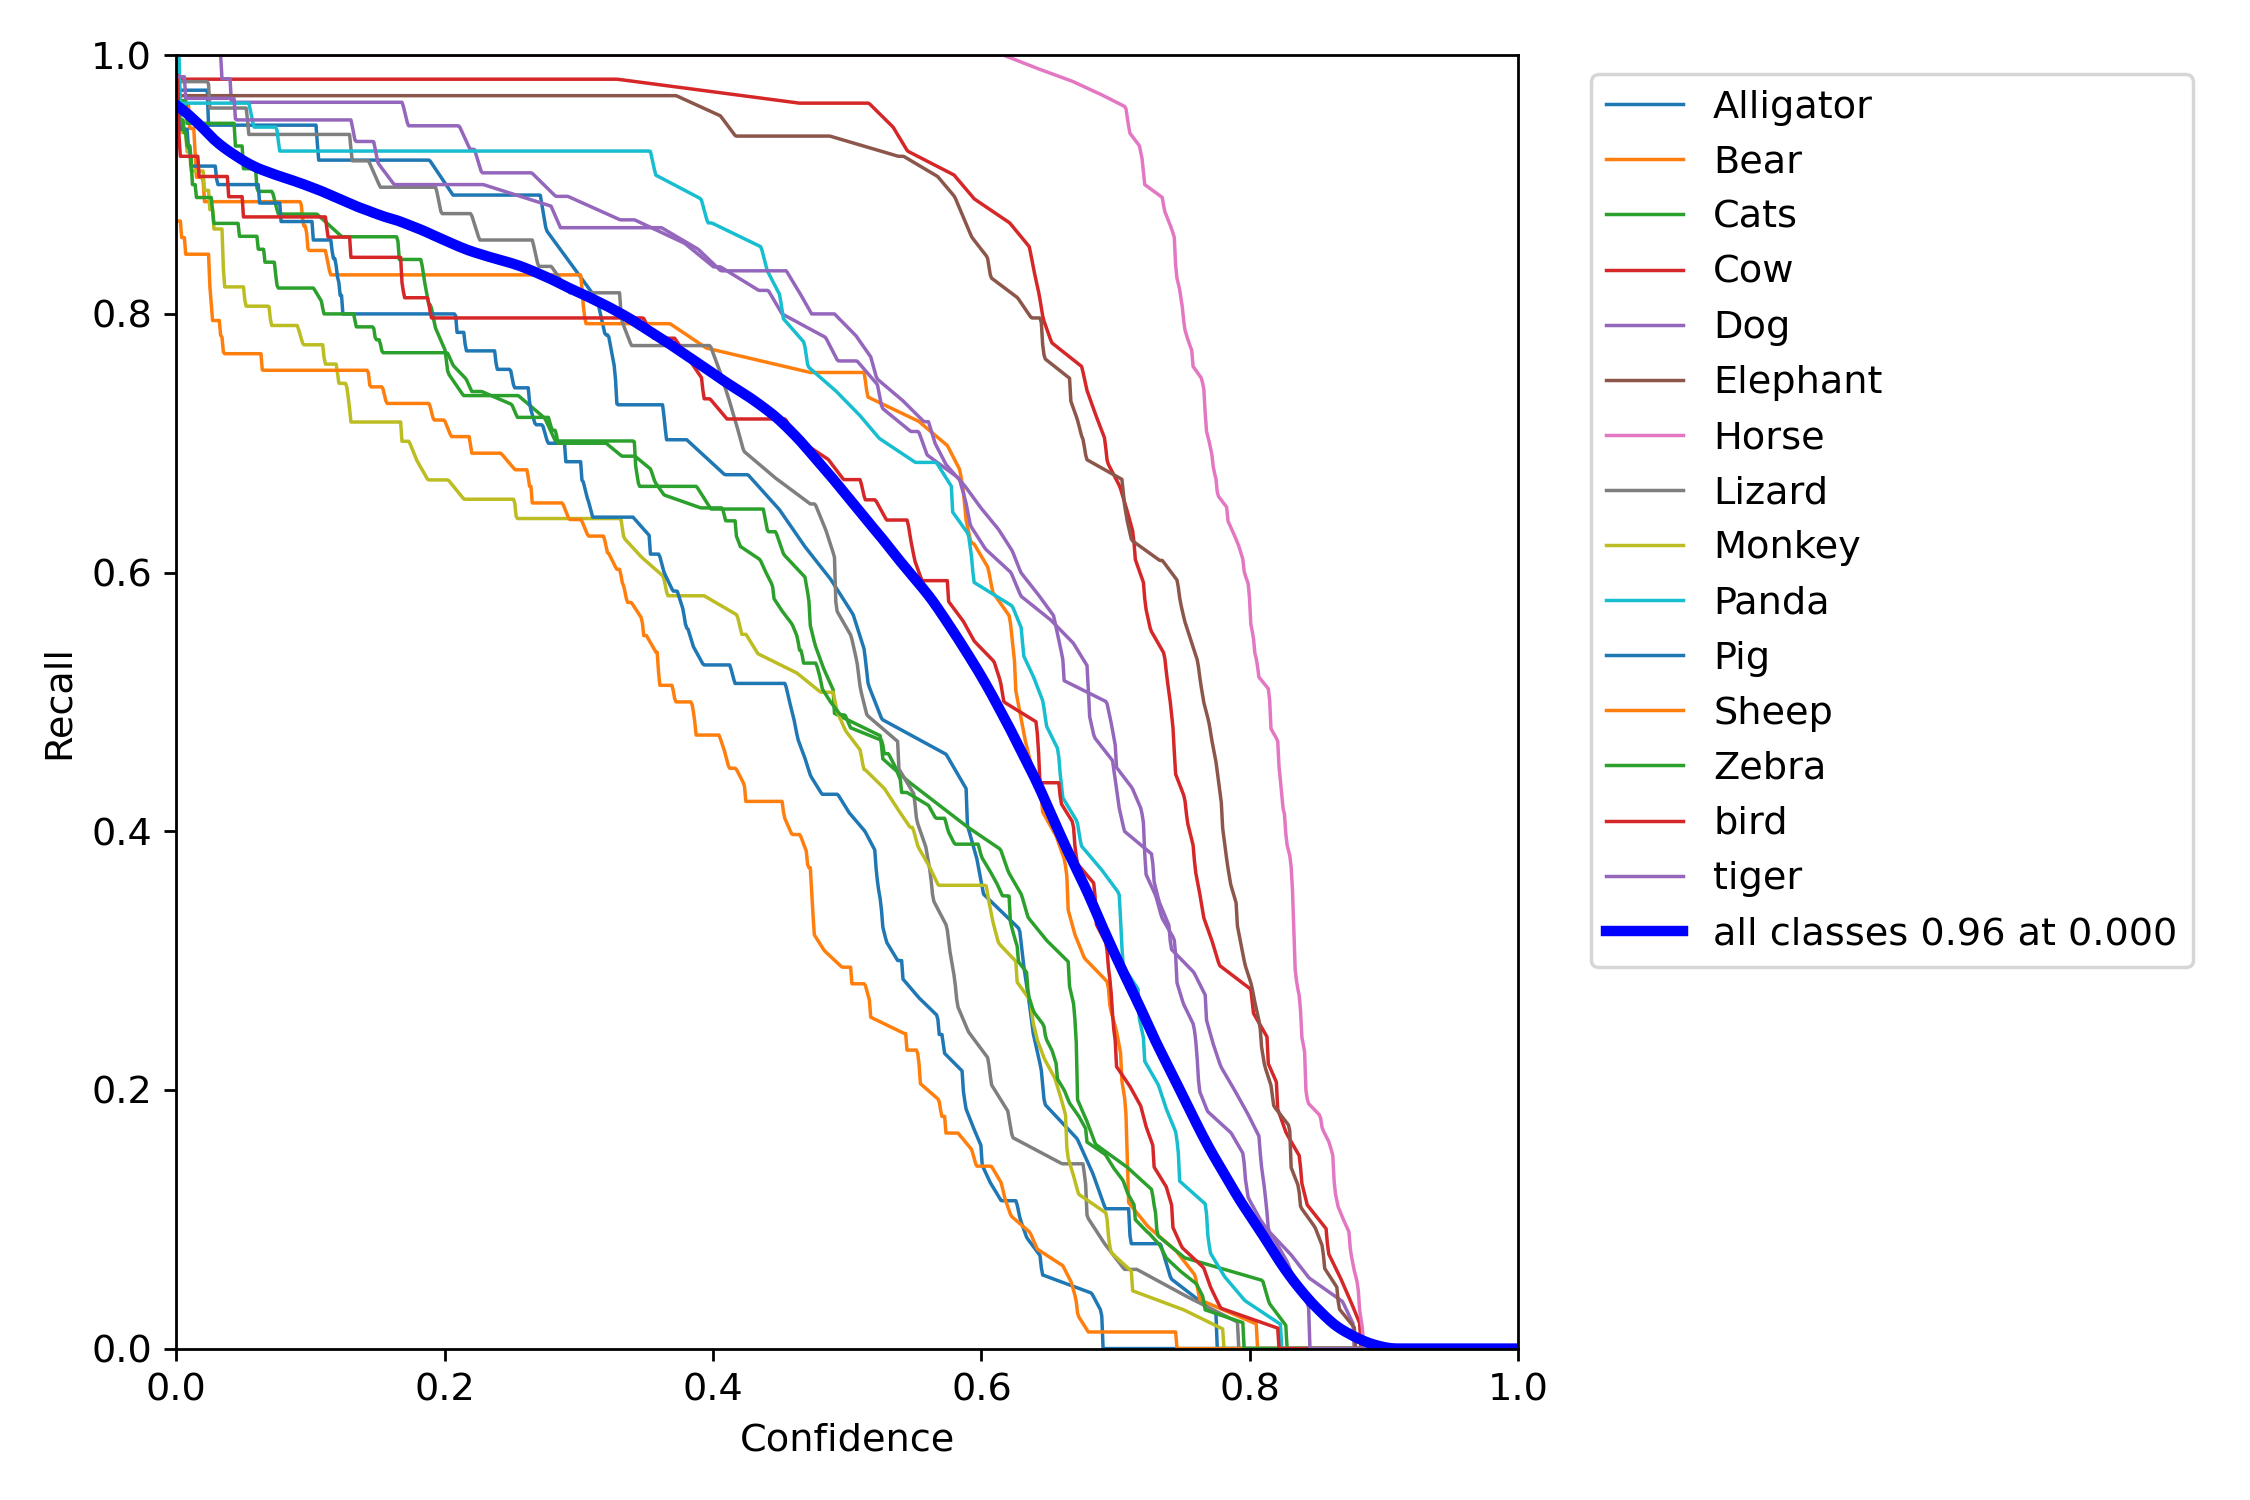 1.0
0.8
0.6
0.4
0.2
0.0
Recall
0.0 0.2 0.4 0.6 0.8 1.0
Confidence
Alligator
Bear
Cats
Cow
Dog
Elephant
Horse
Lizard
Monkey
Panda
Pig
Sheep
Zebra
bird
tiger
all classes 0.96 at 0.000